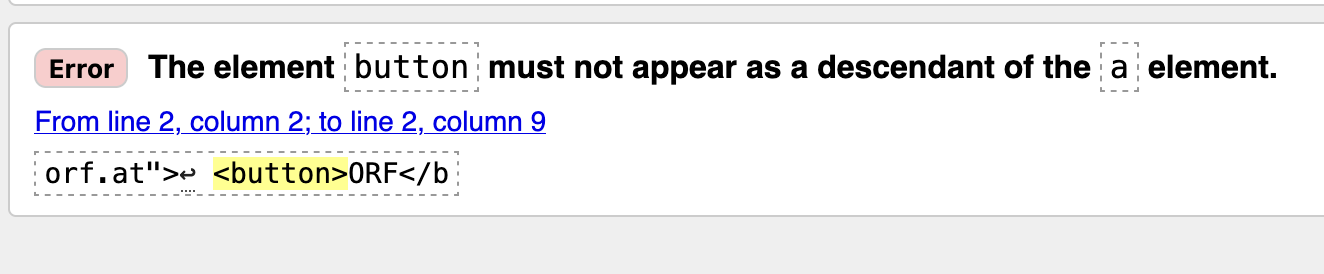 Error The element button must not appear as a descendant of the a element.
From line 2, column 2; to line 2, column 9
orf.at">↩ <button>ORF</b